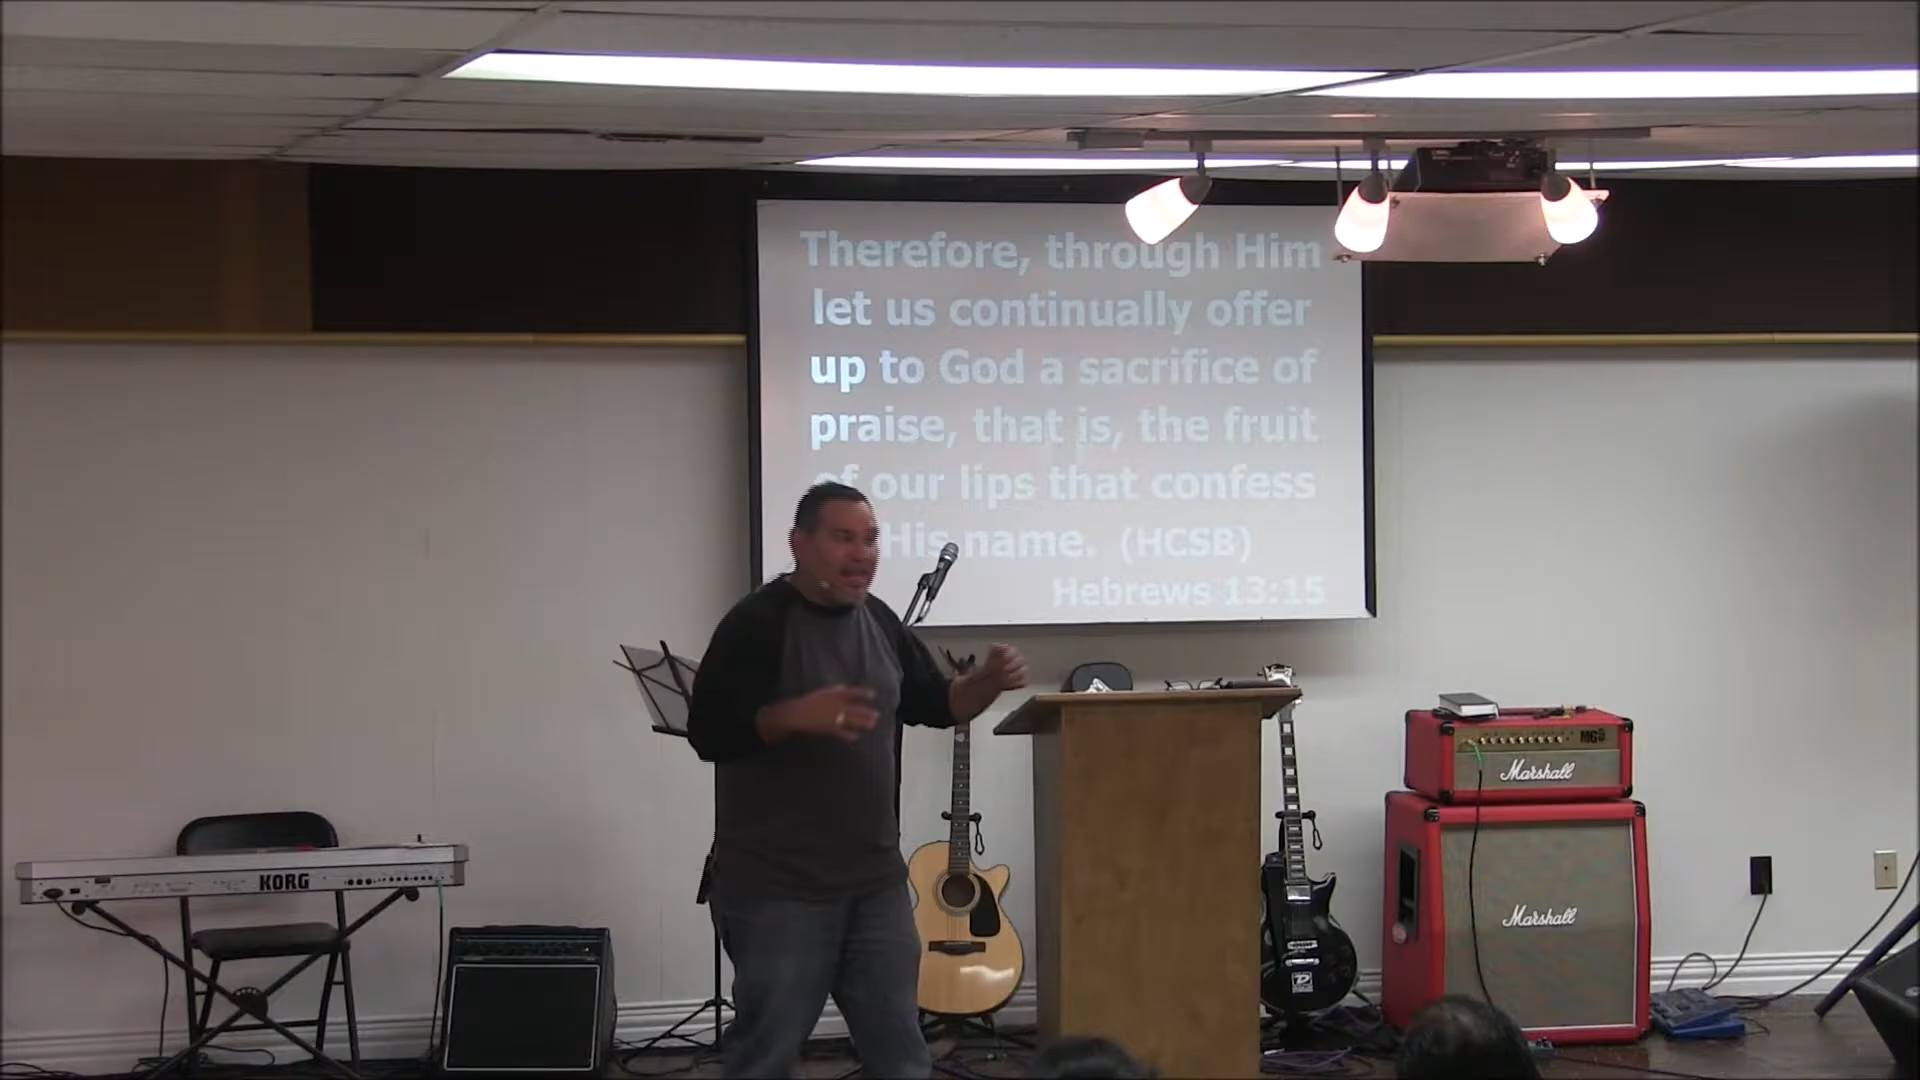 Therefore, through Him
let us continually offer
up to God a sacrifice of
praise, that is, the fruit
of our lips that confess
His name. (HCSB)
Hebrews 13:15
MG
Marshall
Marshall
KORG